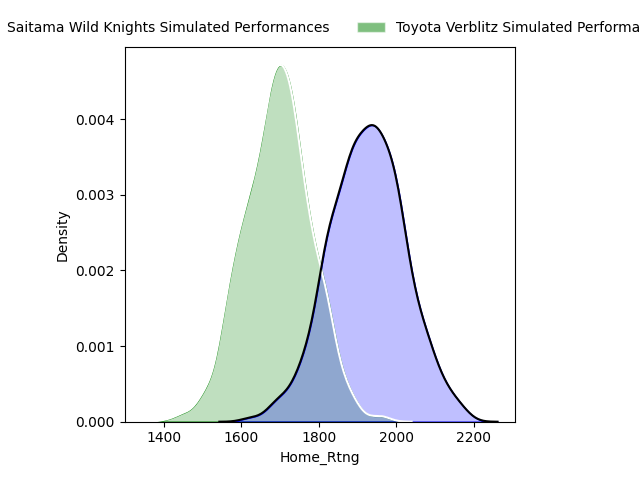 Saitama Wild Knights Simulated Performances
Toyota Verblitz Simulated Performa
0.004
0.003
0.002
0.001
0.000
Density
1400 1600 1800 2000 2200
Home_Rtng